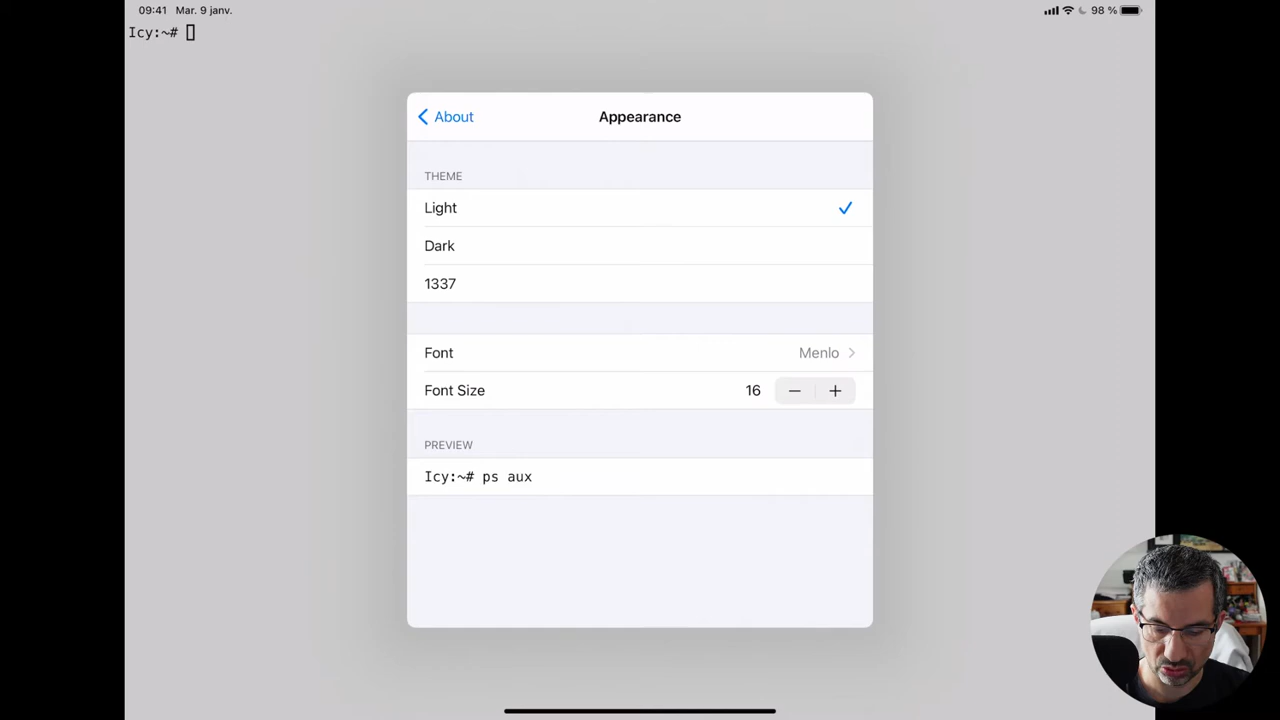 09:41 Mar. 9 janv.
98 %
Icy:~#
About
Appearance
THEME
Light
Dark
1337
Font
Menlo
Font Size
16
PREVIEW
Icy:~# ps aux